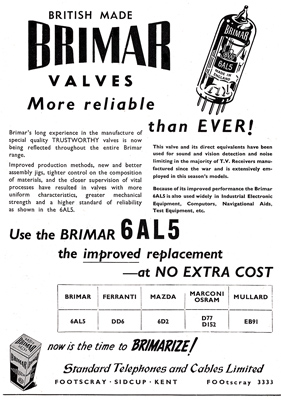 BRITISH MADE
BRIMAR
VALVES
More reliable
than EVER!
BRIMAR
6AL5
MADE IN
Brimar's long experience in the manufacture of
special quality TRUSTWORTHY valves is now
being reflected throughout the entire Brimar
range.
Improved production methods, new and better
assembly jigs, tighter control on the composition
of materials, and the closer supervision of vital
processes have resulted in valves with more
uniform characteristics, greater mechanical
strength and a higher standard of reliability
as shown in the 6AL5.
This valve and its direct equivalents have been
used for sound and vision detection and noise
limiting in the majority of T.V. Receivers manu-
factured since the war and is extensively em-
ployed in this season's models.
Because of its improved performance the Brimar
6AL5 is also used widely in Industrial Electronic
Equipment, Computors, Navigational Aids,
Test Equipment, etc.
Use the BRIMAR 6AL5
the improved replacement
—at NO EXTRA COST
BRIMAR FERRANTI MAZDA MARCONI OSRAM MULLARD
6AL5 DD6 6D2 D77 D152 EB91
now is the time to BRIMARIZE!
Standard Telephones and Cables Limited
FOOTSCRAY · SIDCUP · KENT FOOtscray 3333